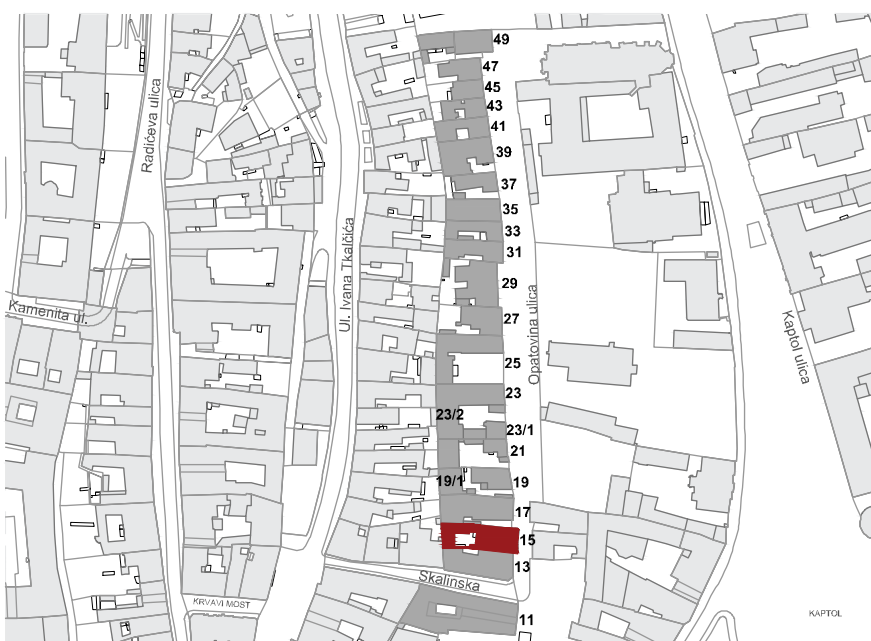 49
47
45
43
41
39
37
35
33
31
29
27
25
23
23/2
23/1
21
19/1
19
17
15
13
11
Radićeva ulica
Kamenita ul.
Ul. Ivana Tkalčića
Opatovina ulica
Kaptol ulica
Skalinska
KRVAVI MOST
KAPTOL